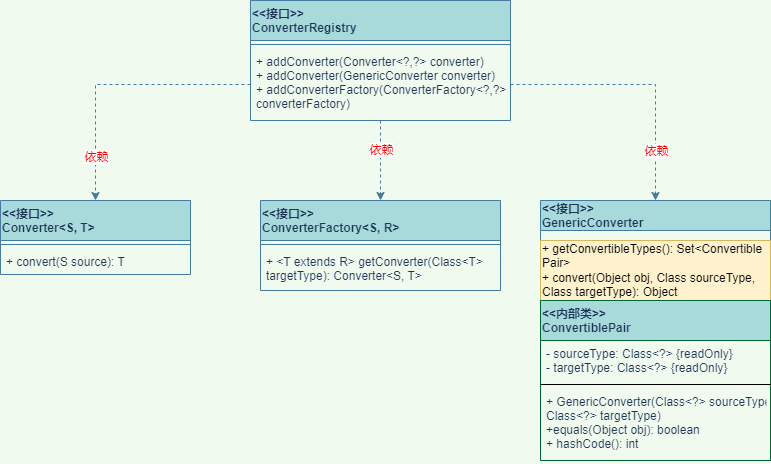 <<接口>>
ConverterRegistry
+ addConverter(Converter<?,?> converter)
+ addConverter(GenericConverter converter)
+ addConverterFactory(ConverterFactory<?,?>
converterFactory)
依赖
依赖
依赖
<<接口>>
Converter<S, T>
+ convert(S source): T
<<接口>>
ConverterFactory<S, R>
+ <T extends R> getConverter(Class<T>
targetType): Converter<S, T>
<<接口>>
GenericConverter
+ getConvertibleTypes(): Set<Convertible
Pair>
+ convert(Object obj, Class sourceType,
Class targetType): Object
<<内部类>>
ConvertiblePair
- sourceType: Class<?> {readOnly}
- targetType: Class<?> {readOnly}
+ GenericConverter(Class<?> sourceType
Class<?> targetType)
+equals(Object obj): boolean
+ hashCode(): int